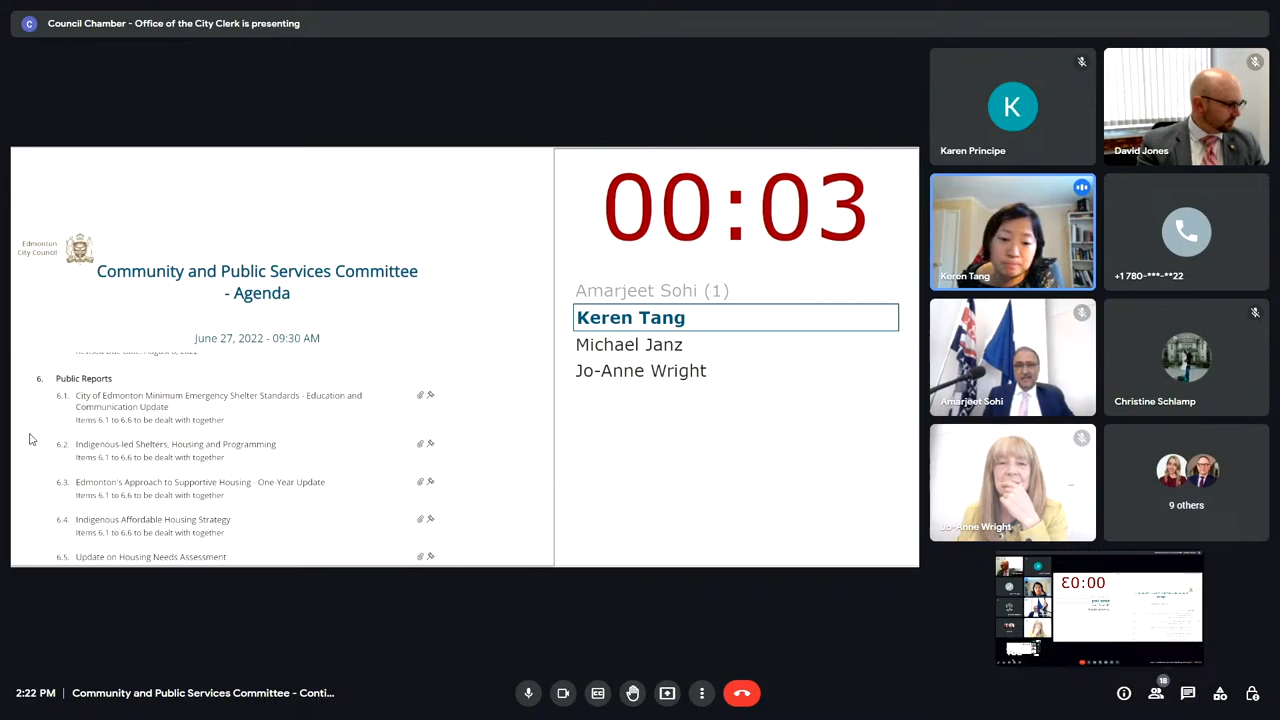 C Council Chamber - Office of the City Clerk is presenting
Edmonton
City Council
Community and Public Services Committee
- Agenda
June 27, 2022 - 09:30 AM
Revised Due Date: August 8, 2022
6. Public Reports
6.1. City of Edmonton Minimum Emergency Shelter Standards - Education and
Communication Update
Items 6.1 to 6.6 to be dealt with together
6.2. Indigenous-led Shelters, Housing and Programming
Items 6.1 to 6.6 to be dealt with together
6.3. Edmonton's Approach to Supportive Housing - One-Year Update
Items 6.1 to 6.6 to be dealt with together
6.4. Indigenous Affordable Housing Strategy
Items 6.1 to 6.6 to be dealt with together
6.5. Update on Housing Needs Assessment
00:03
Amarjeet Sohi (1)
Keren Tang
Michael Janz
Jo-Anne Wright
K
Karen Principe
David Jones
Keren Tang
+1 780-***-**22
Amarjeet Sohi
Christine Schlamp
Jo-Anne Wright
9 others
00:03
2:22 PM | Community and Public Services Committee - Conti...
18